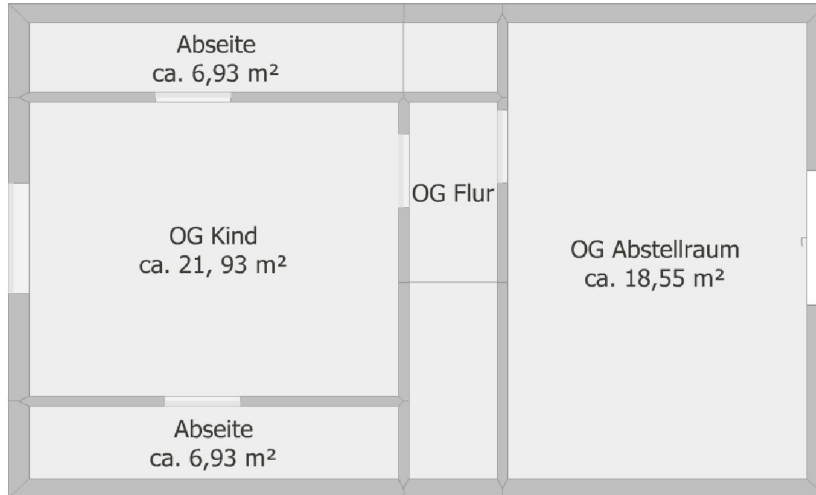 Abseite
ca. 6,93 m²
OG Flur
OG Kind
ca. 21, 93 m²
OG Abstellraum
ca. 18,55 m²
Abseite
ca. 6,93 m²